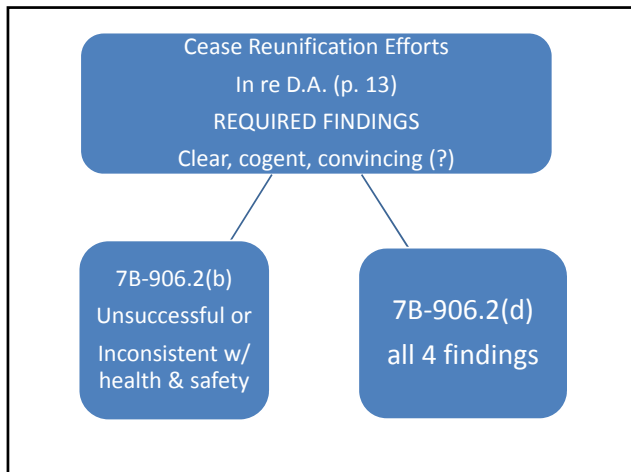 Cease Reunification Efforts
In re D.A. (p. 13)
REQUIRED FINDINGS
Clear, cogent, convincing (?)
7B-906.2(b)
Unsuccessful or
Inconsistent w/
health & safety
7B-906.2(d)
all 4 findings